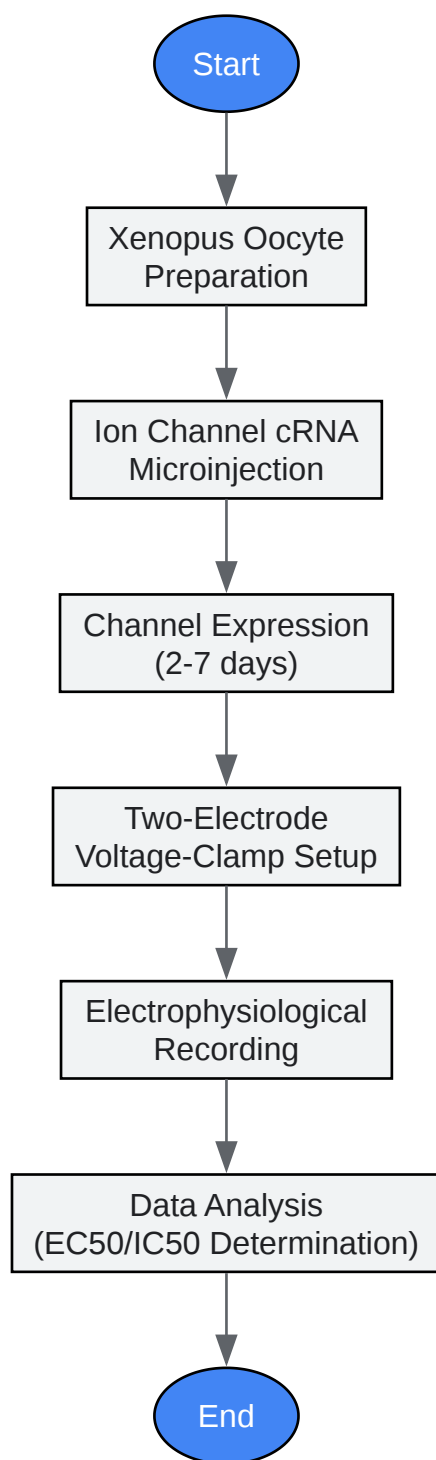 Start
Xenopus Oocyte
Preparation
Ion Channel cRNA
Microinjection
Channel Expression
(2-7 days)
Two-Electrode
Voltage-Clamp Setup
Electrophysiological
Recording
Data Analysis
(EC50/IC50 Determination)
End